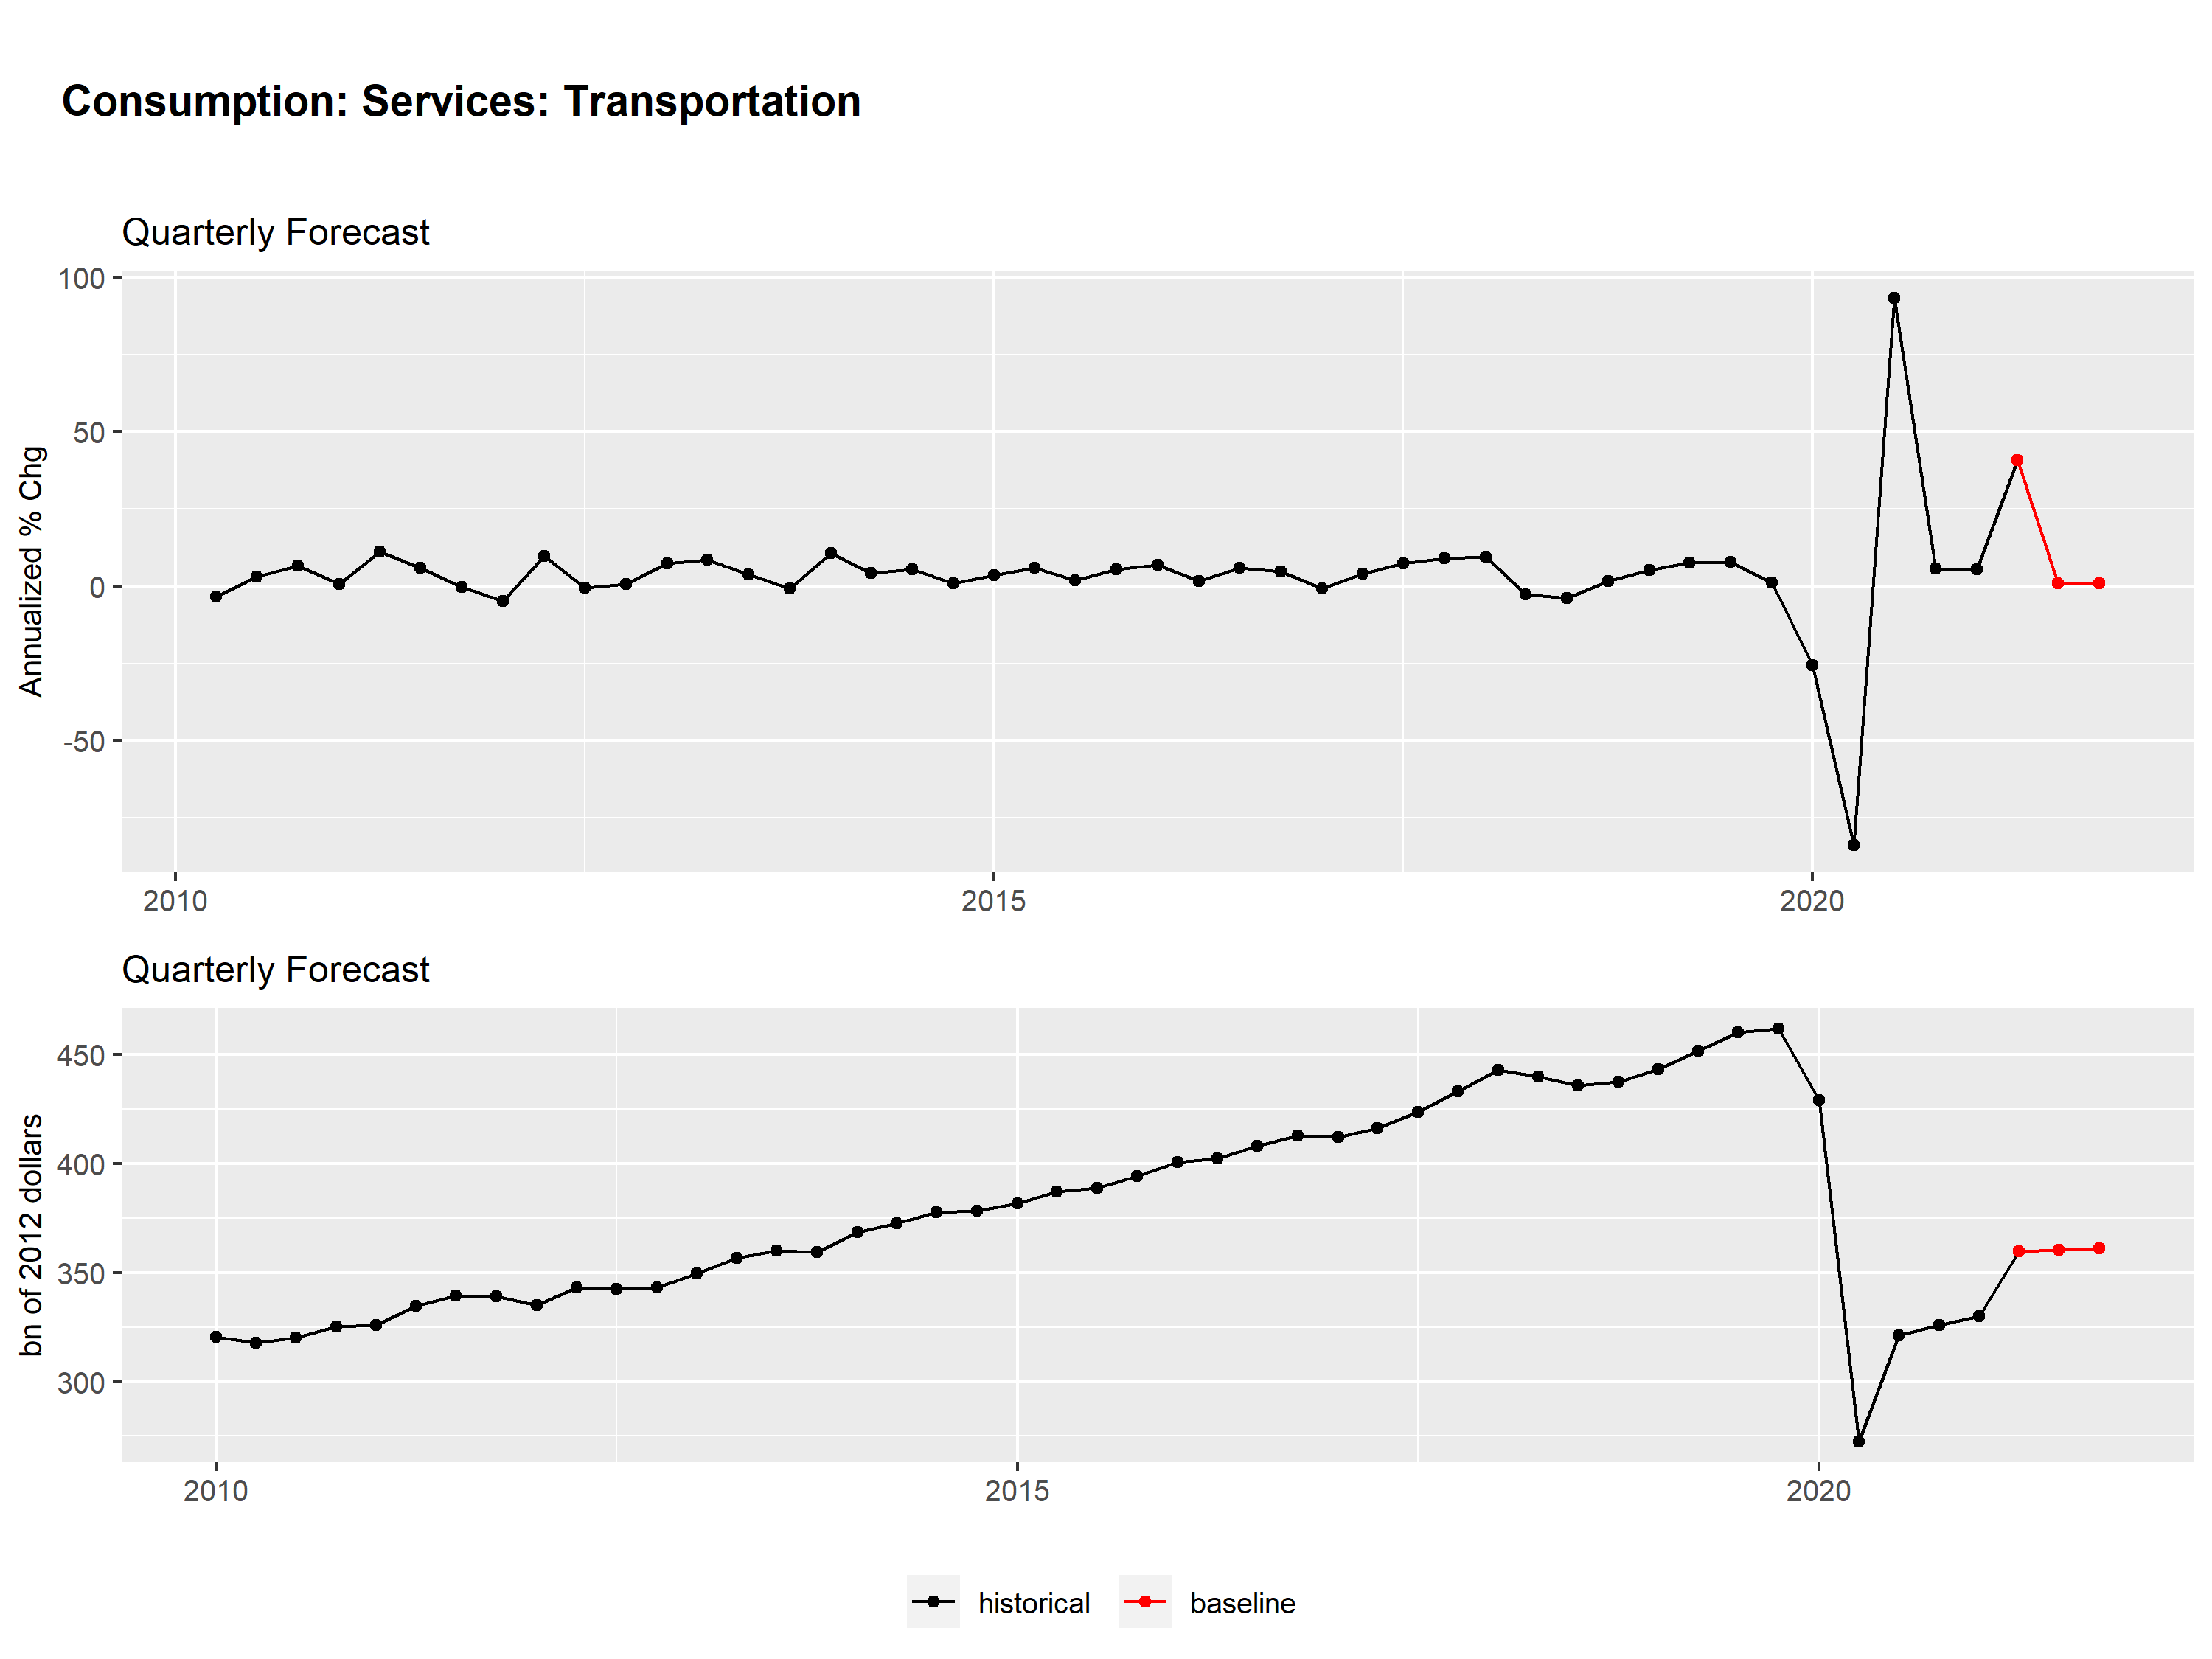 Consumption: Services: Transportation
Quarterly Forecast
Annualized % Chg
100
50
0
-50
2010 2015 2020
Quarterly Forecast
bn of 2012 dollars
450
400
350
300
2010 2015 2020
historical baseline